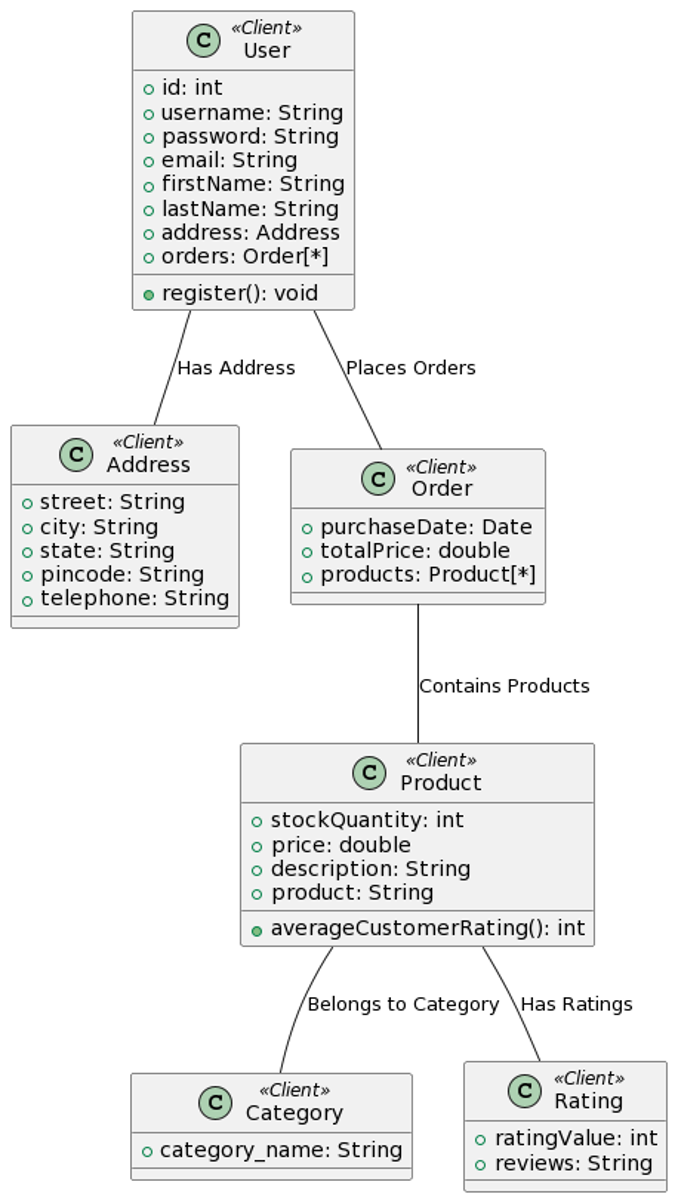 «Client»
C User
id: int
username: String
password: String
email: String
firstName: String
lastName: String
address: Address
orders: Order[*]
register(): void
Has Address
Places Orders
«Client»
C Address
street: String
city: String
state: String
pincode: String
telephone: String
«Client»
C Order
purchaseDate: Date
totalPrice: double
products: Product[*]
Contains Products
«Client»
C Product
stockQuantity: int
price: double
description: String
product: String
averageCustomerRating(): int
Belongs to Category
Has Ratings
«Client»
C Category
category_name: String
«Client»
C Rating
ratingValue: int
reviews: String